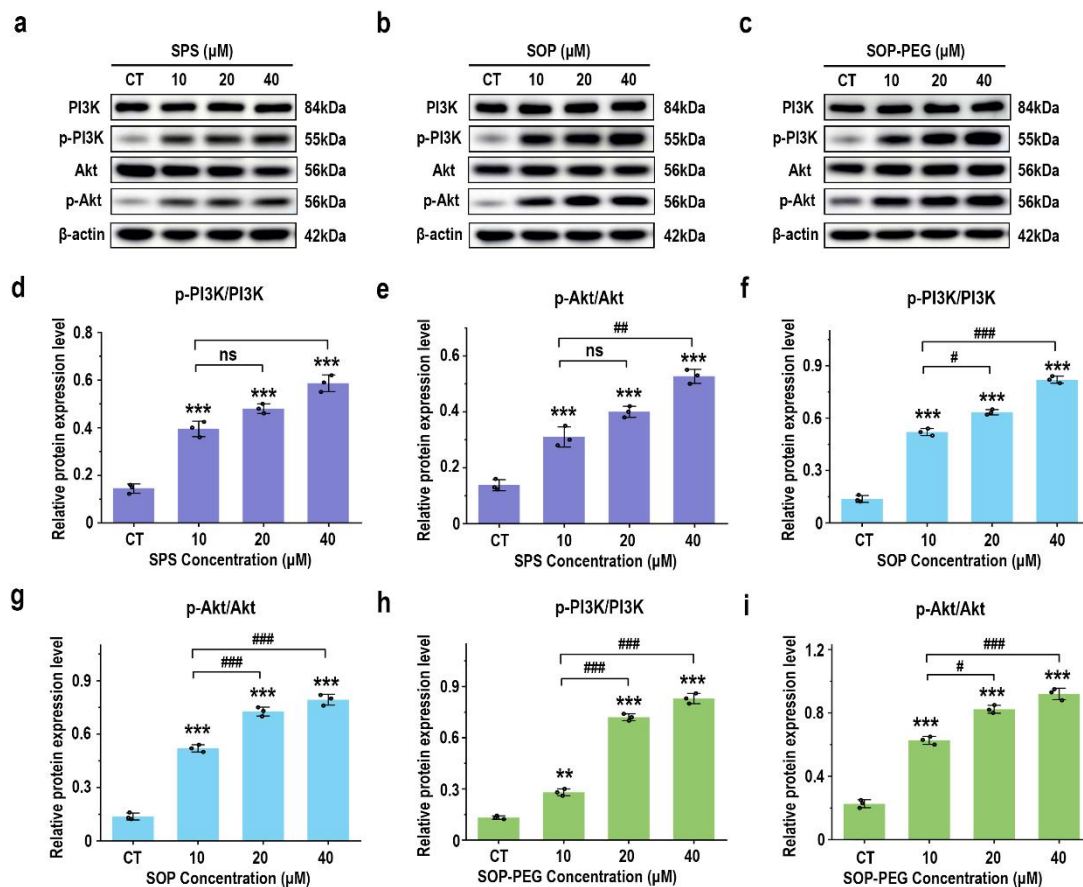 a
SPS (μM)
CT 10 20 40
PI3K 84kDa
p-PI3K 55kDa
Akt 56kDa
p-Akt 56kDa
β-actin 42kDa
b
SOP (μM)
CT 10 20 40
PI3K 84kDa
p-PI3K 55kDa
Akt 56kDa
p-Akt 56kDa
β-actin 42kDa
c
SOP-PEG (μM)
CT 10 20 40
PI3K 84kDa
p-PI3K 55kDa
Akt 56kDa
p-Akt 56kDa
β-actin 42kDa
d
p-PI3K/PI3K
Relative protein expression level
0.8
0.6
0.4
0.2
0
ns
*** *** ***
CT 10 20 40
SPS Concentration (μM)
e
p-Akt/Akt
Relative protein expression level
0.6
0.4
0.2
0
##
ns
*** *** ***
CT 10 20 40
SPS Concentration (μM)
f
p-PI3K/PI3K
Relative protein expression level
0.9
0.6
0.3
0
###
#
*** *** ***
CT 10 20 40
SOP Concentration (μM)
g
p-Akt/Akt
Relative protein expression level
0.9
0.6
0.3
0
###
###
*** *** ***
CT 10 20 40
SOP Concentration (μM)
h
p-PI3K/PI3K
Relative protein expression level
0.9
0.6
0.3
0
###
###
** *** ***
CT 10 20 40
SOP-PEG Concentration (μM)
i
p-Akt/Akt
Relative protein expression level
1.2
0.8
0.4
0
###
#
*** *** ***
CT 10 20 40
SOP-PEG Concentration (μM)